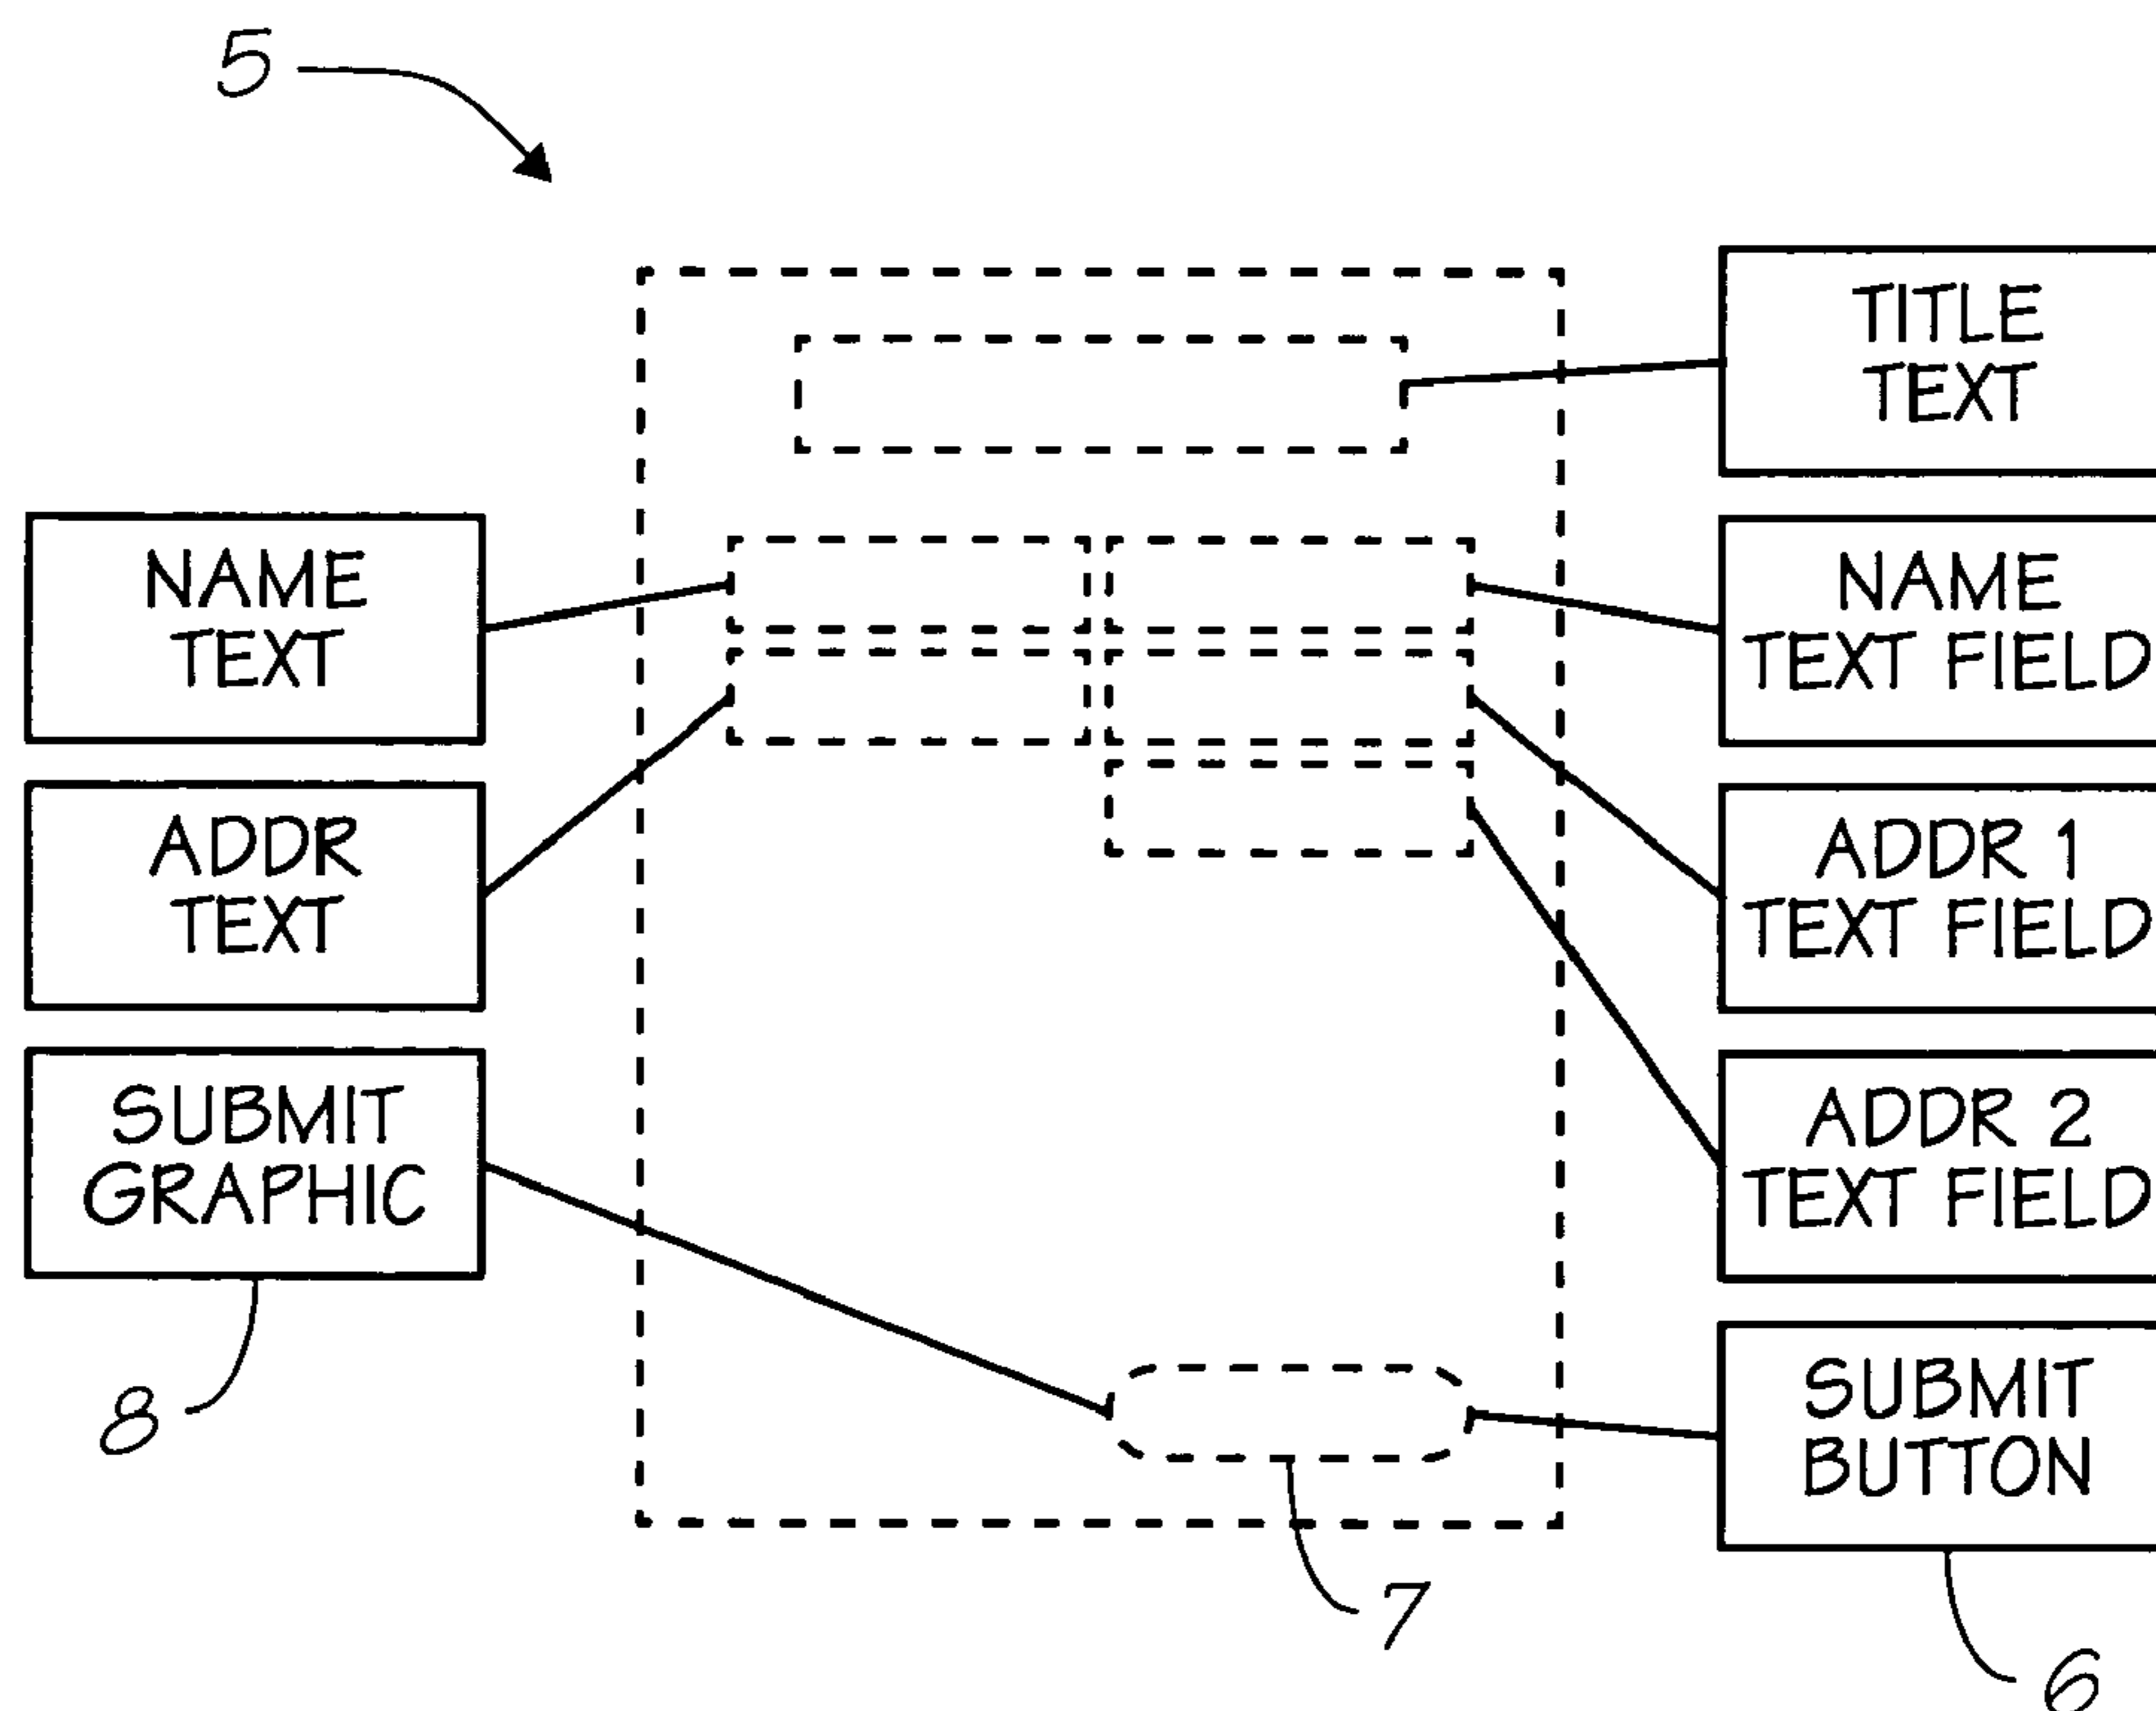 5
TITLE
TEXT
NAME
TEXT
NAME
TEXT FIELD
ADDR
TEXT
ADDR 1
TEXT FIELD
SUBMIT
GRAPHIC
ADDR 2
TEXT FIELD
8
SUBMIT
BUTTON
7
6